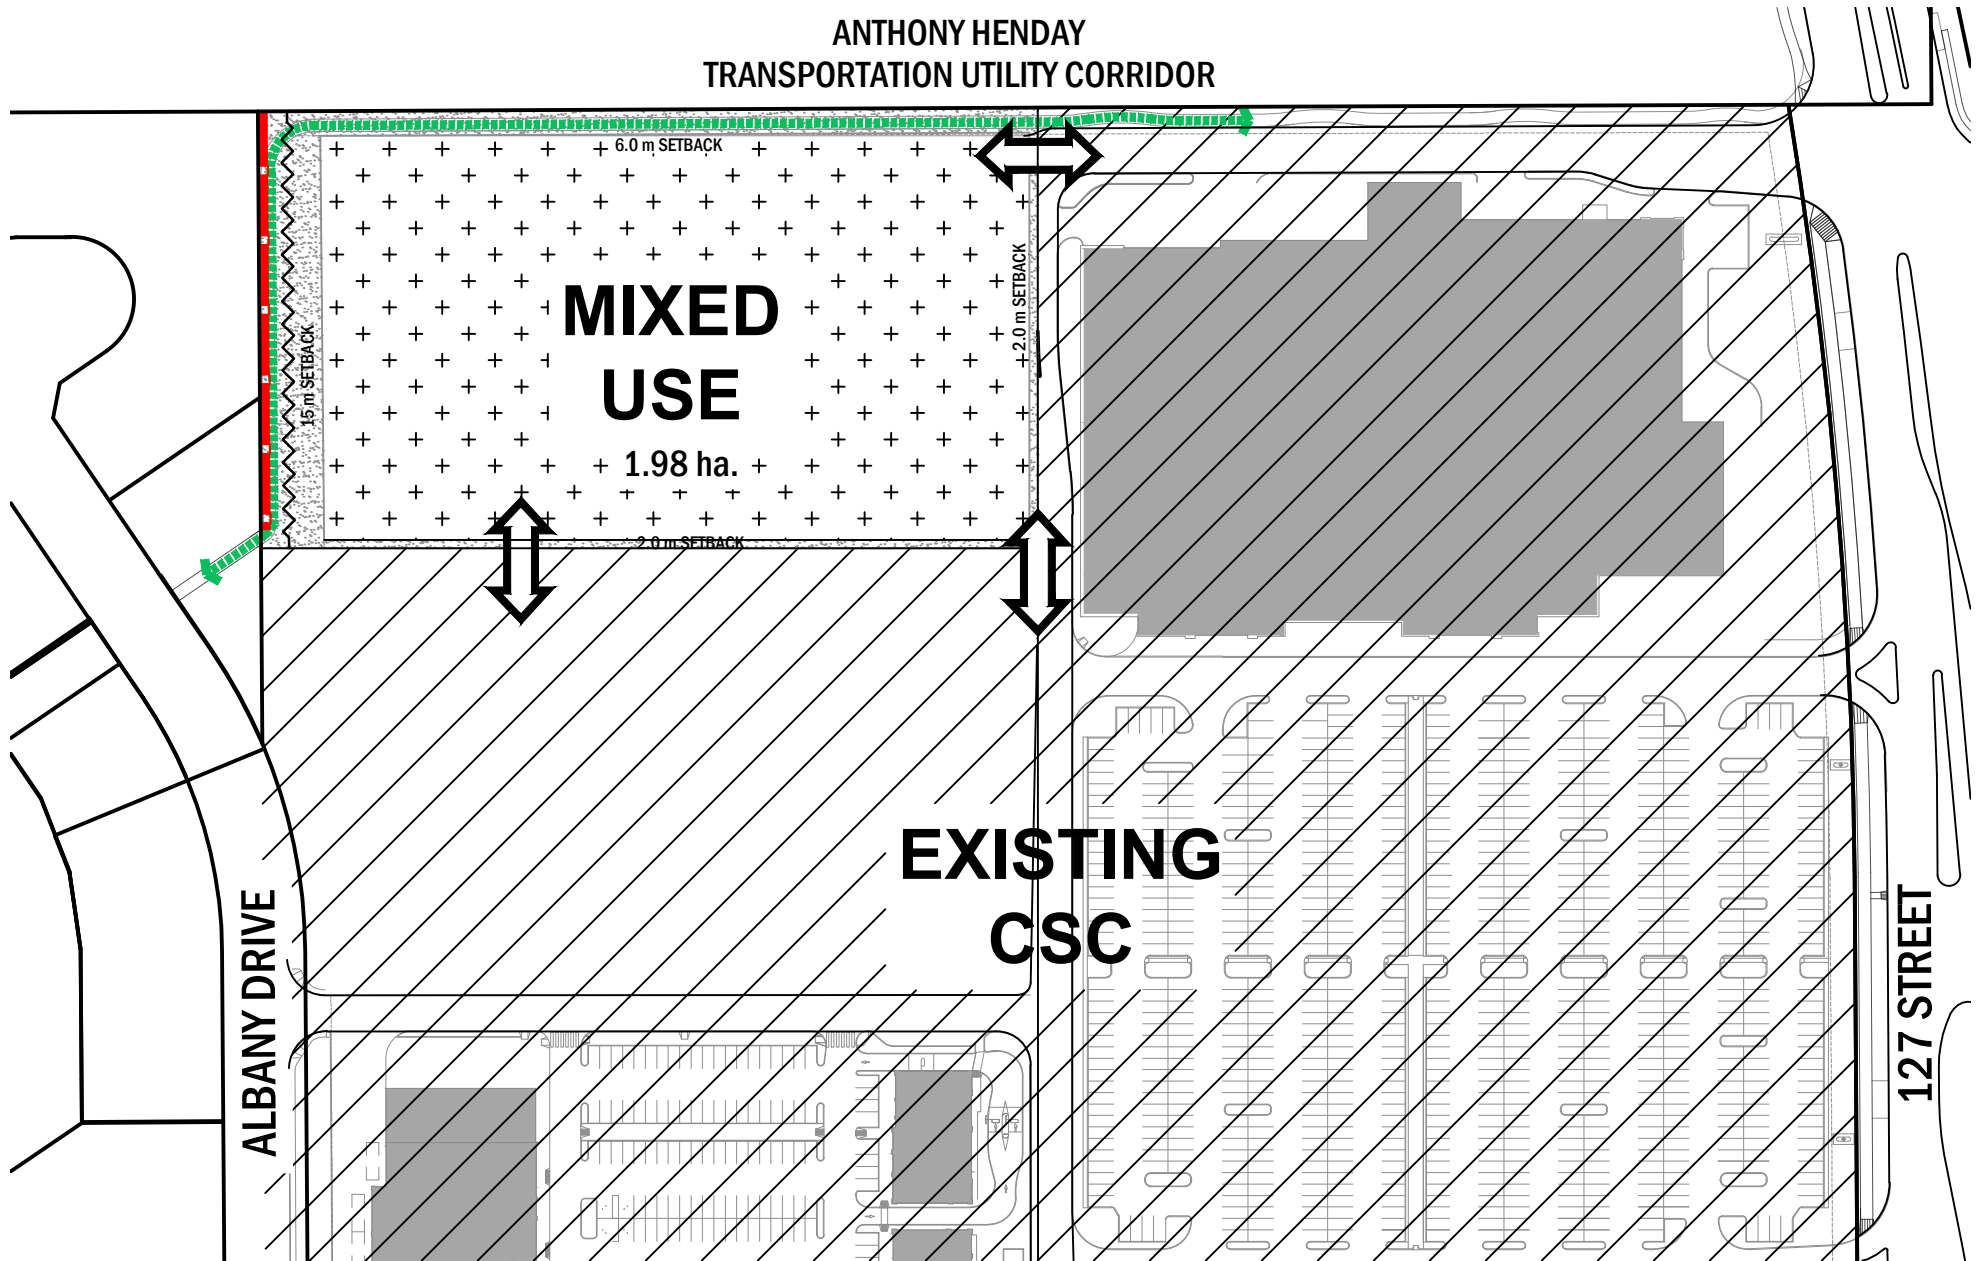 ANTHONY HENDAY
TRANSPORTATION UTILITY CORRIDOR
6.0 m SETBACK
2.0 m SETBACK
15 m SETBACK
MIXED
USE
1.98 ha.
2.0 m SETBACK
EXISTING
CSC
ALBANY DRIVE
127 STREET